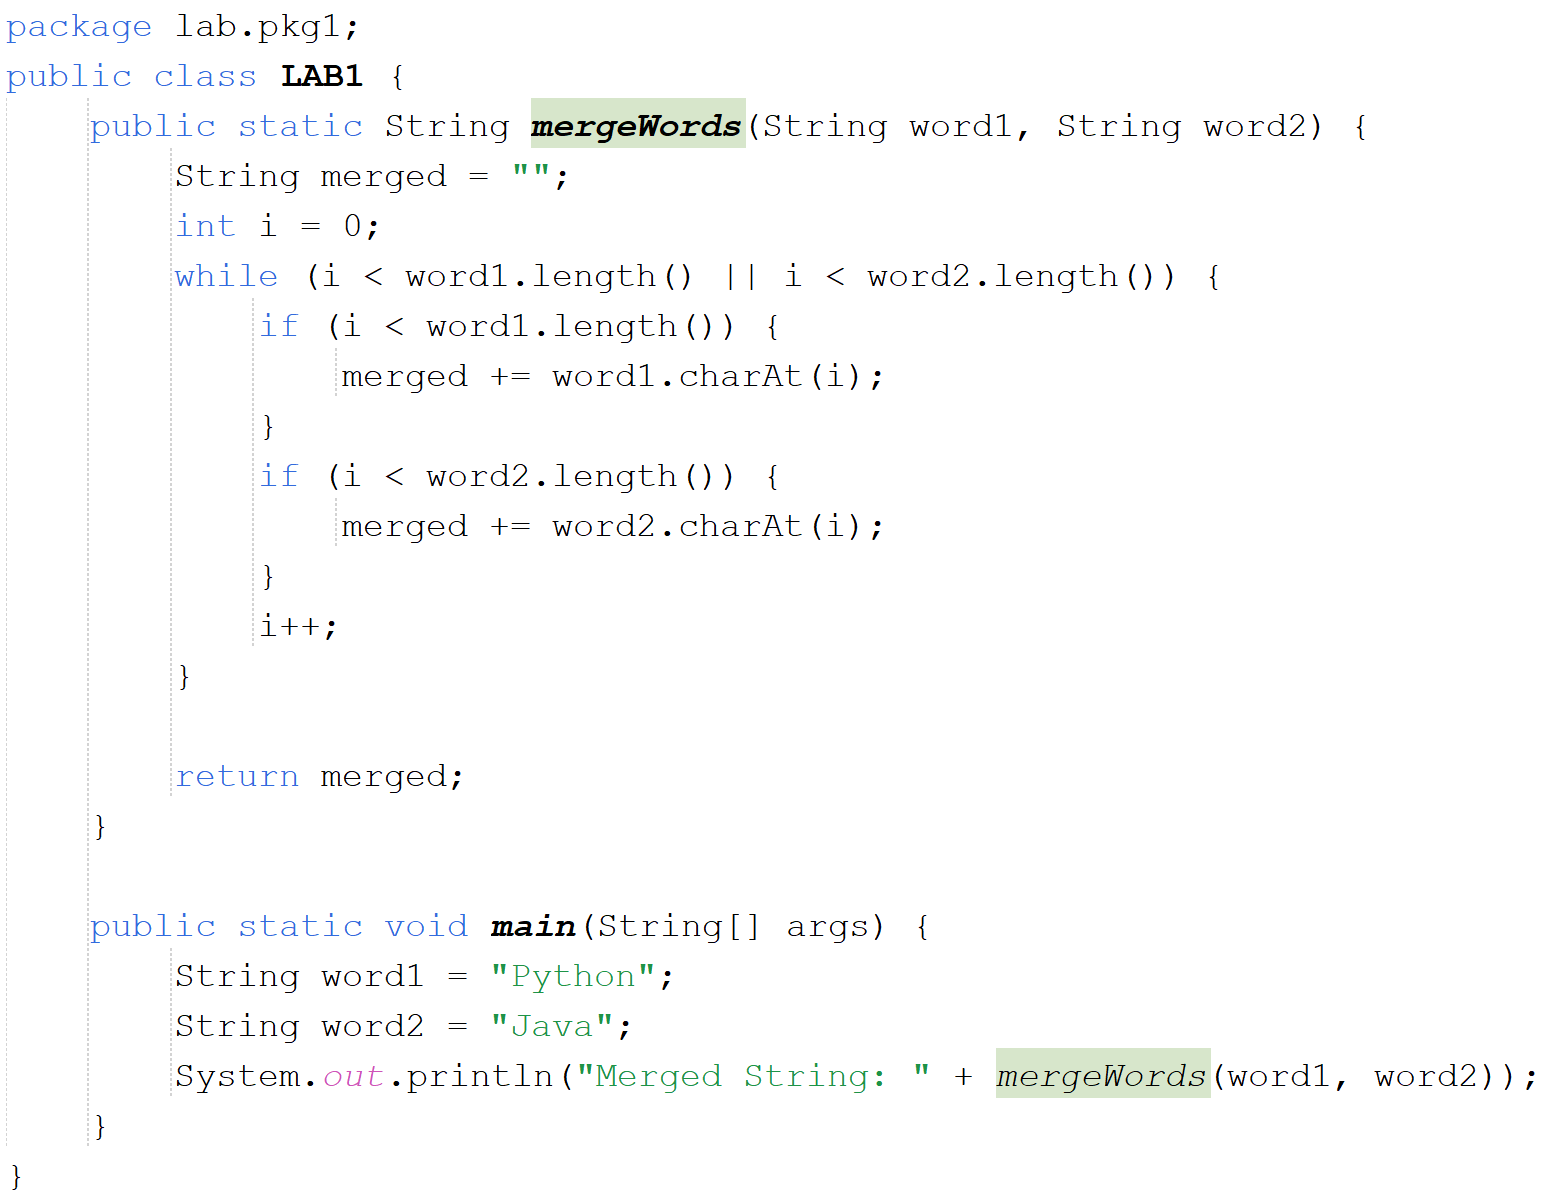 package lab.pkg1;
public class LAB1 {
    public static String mergeWords(String word1, String word2) {
        String merged = "";
        int i = 0;
        while (i < word1.length() || i < word2.length()) {
            if (i < word1.length()) {
                merged += word1.charAt(i);
            }
            if (i < word2.length()) {
                merged += word2.charAt(i);
            }
            i++;
        }

        return merged;
    }

    public static void main(String[] args) {
        String word1 = "Python";
        String word2 = "Java";
        System.out.println("Merged String: " + mergeWords(word1, word2));
    }
}